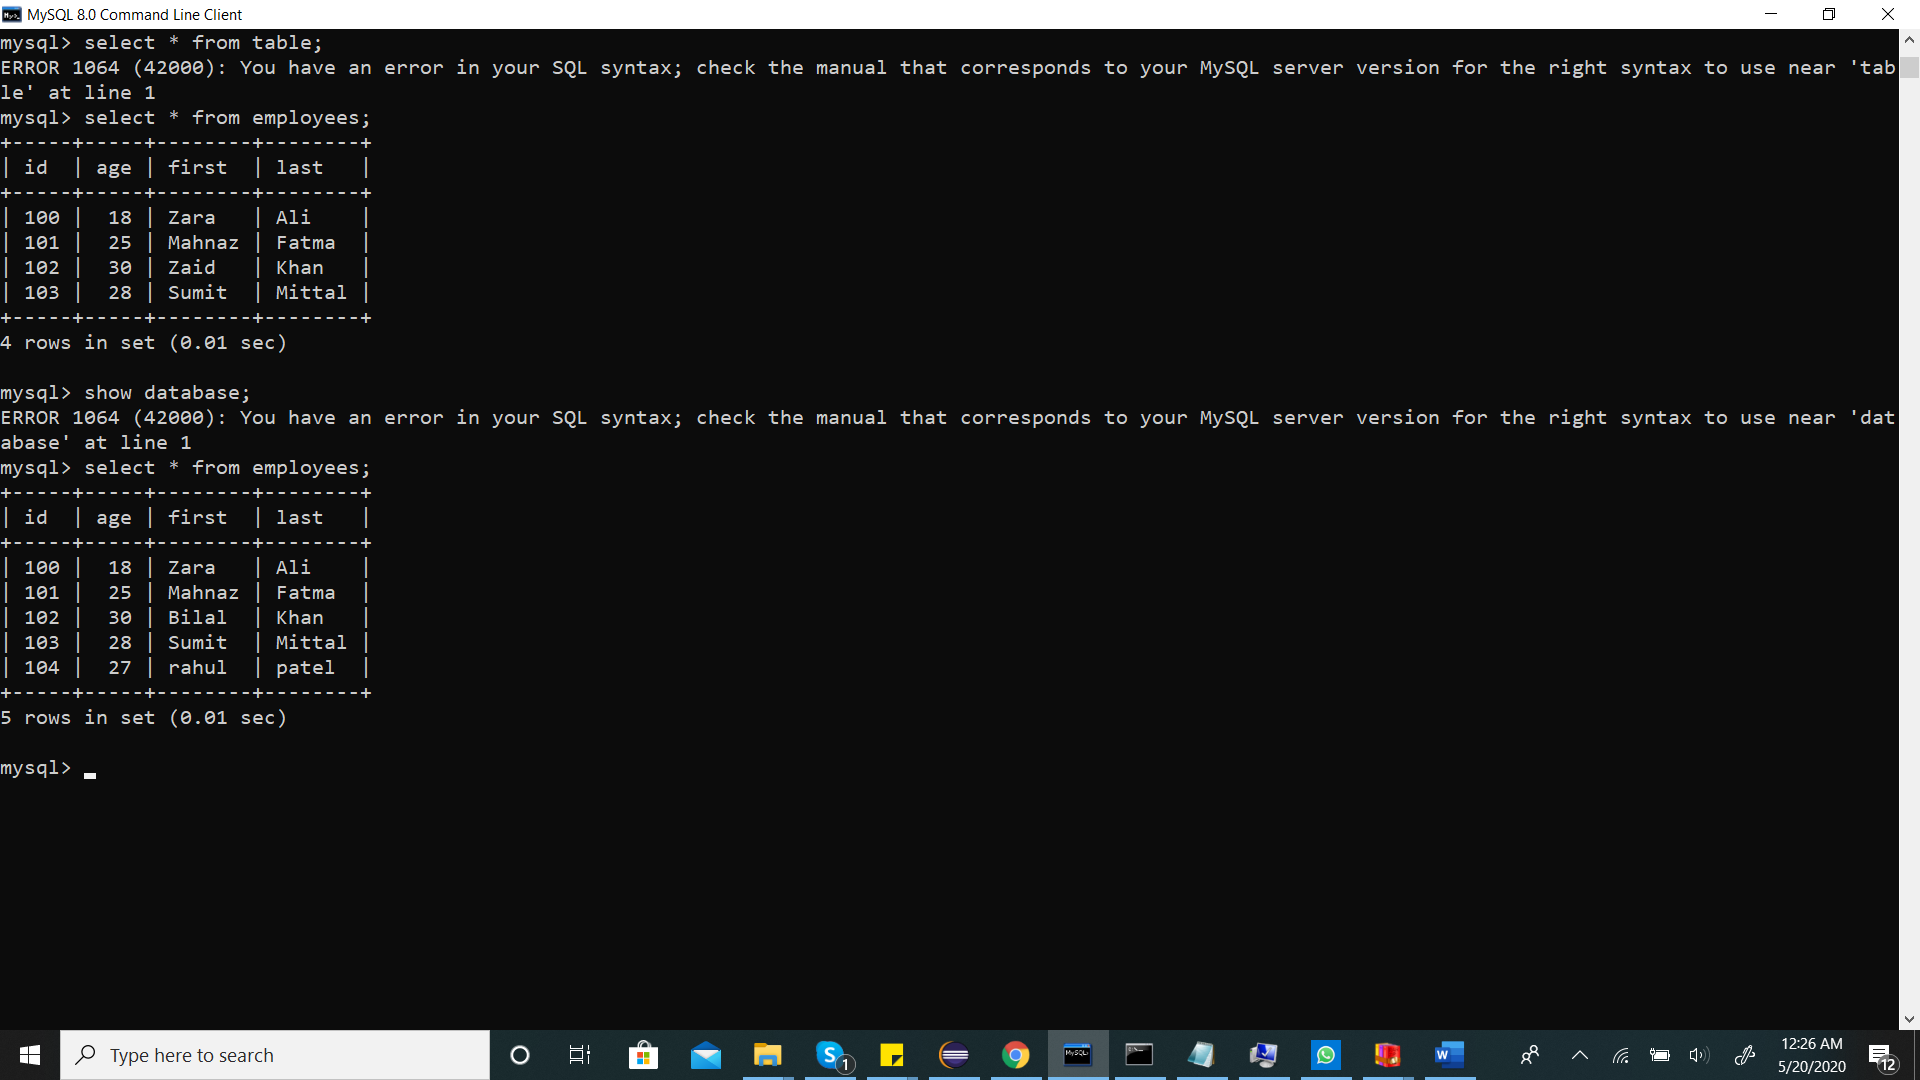 MySQL 8.0 Command Line Client
mysql> select * from table;
ERROR 1064 (42000): You have an error in your SQL syntax; check the manual that corresponds to your MySQL server version for the right syntax to use near 'tab
le' at line 1
mysql> select * from employees;
+-----+-----+--------+--------+
| id  | age | first  | last   |
+-----+-----+--------+--------+
| 100 |  18 | Zara   | Ali    |
| 101 |  25 | Mahnaz | Fatma  |
| 102 |  30 | Zaid   | Khan   |
| 103 |  28 | Sumit  | Mittal |
+-----+-----+--------+--------+
4 rows in set (0.01 sec)
mysql> show database;
ERROR 1064 (42000): You have an error in your SQL syntax; check the manual that corresponds to your MySQL server version for the right syntax to use near 'dat
abase' at line 1
mysql> select * from employees;
+-----+-----+--------+--------+
| id  | age | first  | last   |
+-----+-----+--------+--------+
| 100 |  18 | Zara   | Ali    |
| 101 |  25 | Mahnaz | Fatma  |
| 102 |  30 | Bilal  | Khan   |
| 103 |  28 | Sumit  | Mittal |
| 104 |  27 | rahul  | patel  |
+-----+-----+--------+--------+
5 rows in set (0.01 sec)
mysql> _
Type here to search
S 1
MySQL
W
12:26 AM
5/20/2020
12